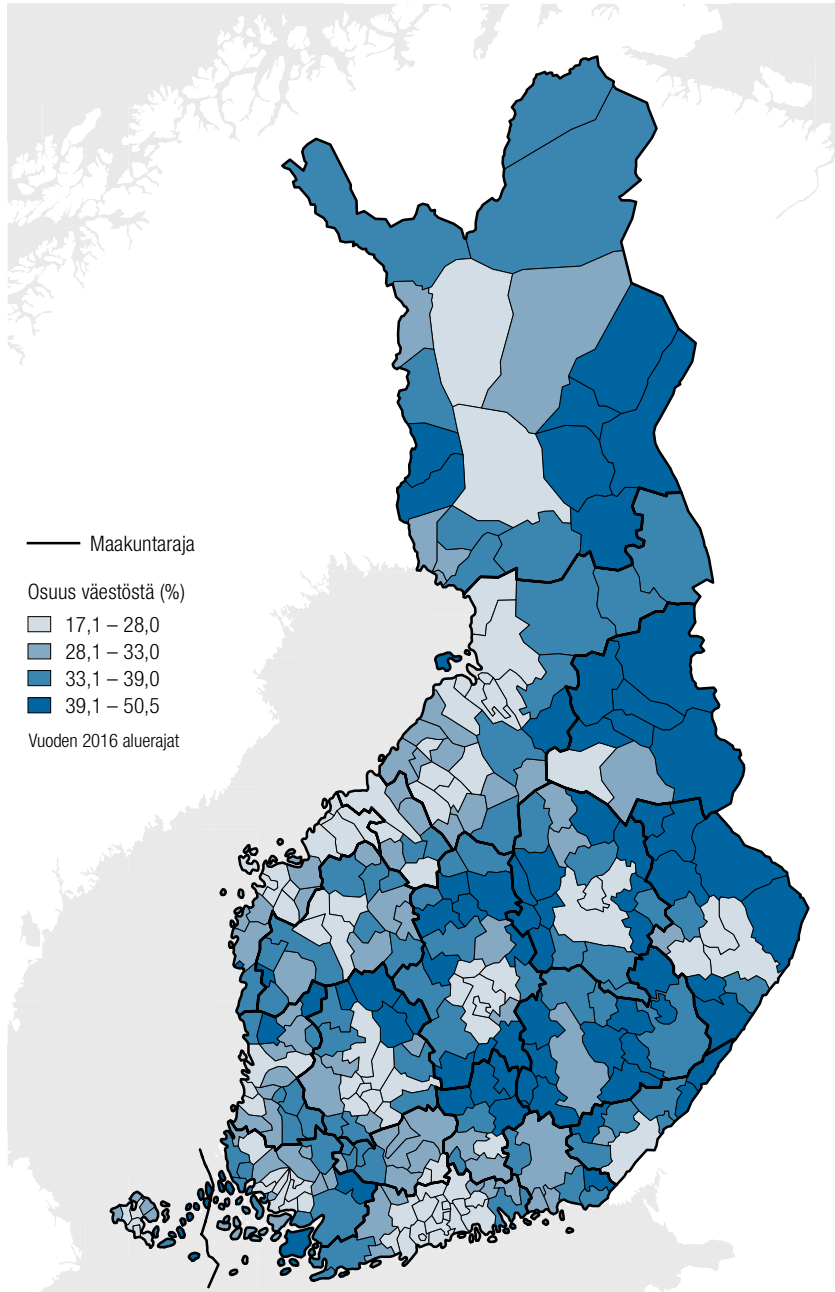 Maakuntaraja
Osuus väestöstä (%)
17,1 – 28,0
28,1 – 33,0
33,1 – 39,0
39,1 – 50,5
Vuoden 2016 aluerajat